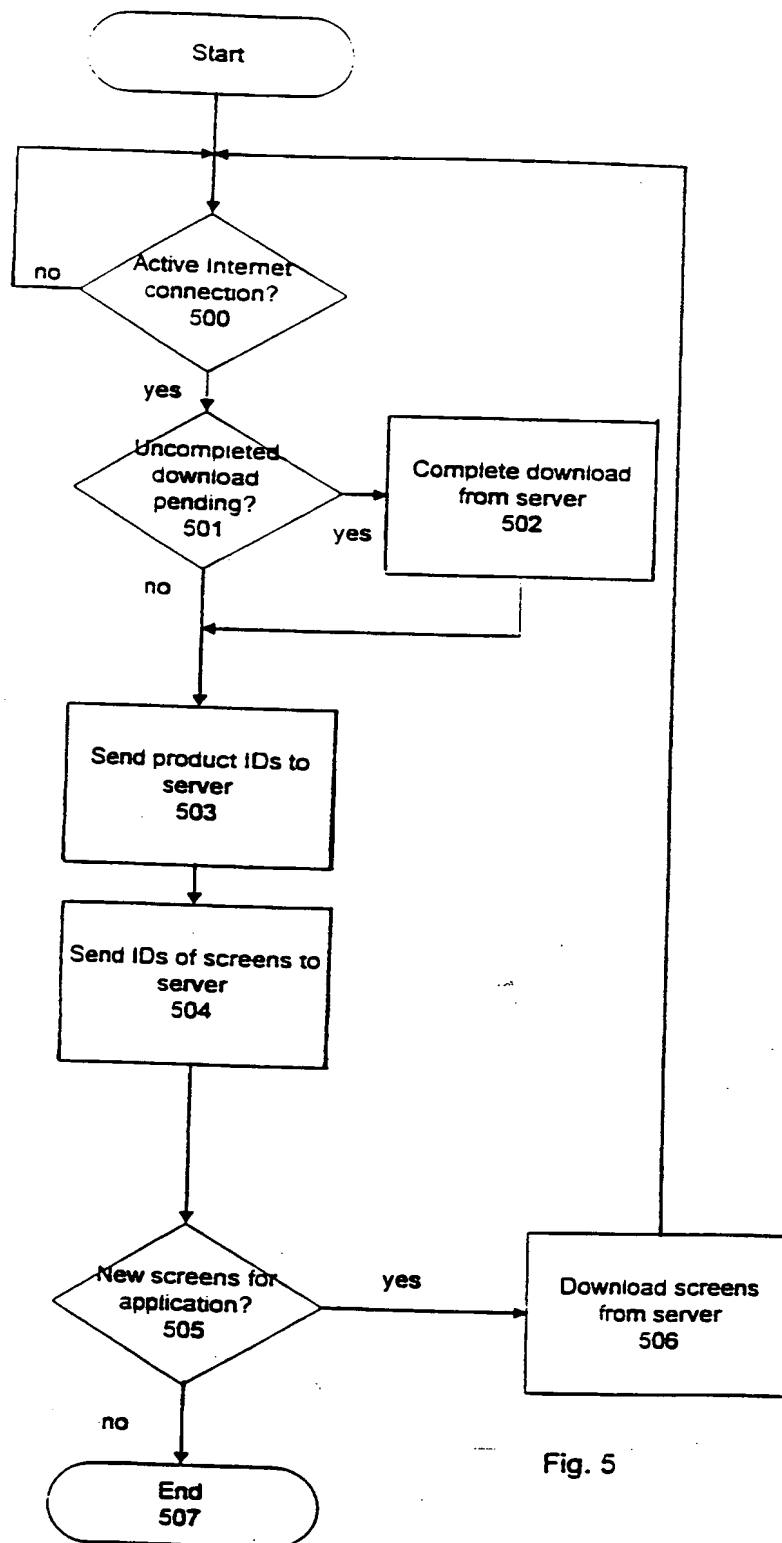 Start
Active Internet
connection?
500
no
yes
Uncompleted
download
pending?
501
yes
no
Complete download
from server
502
Send product IDs to
server
503
Send IDs of screens to
server
504
New screens for
application?
505
yes
no
Download screens
from server
506
End
507
Fig. 5